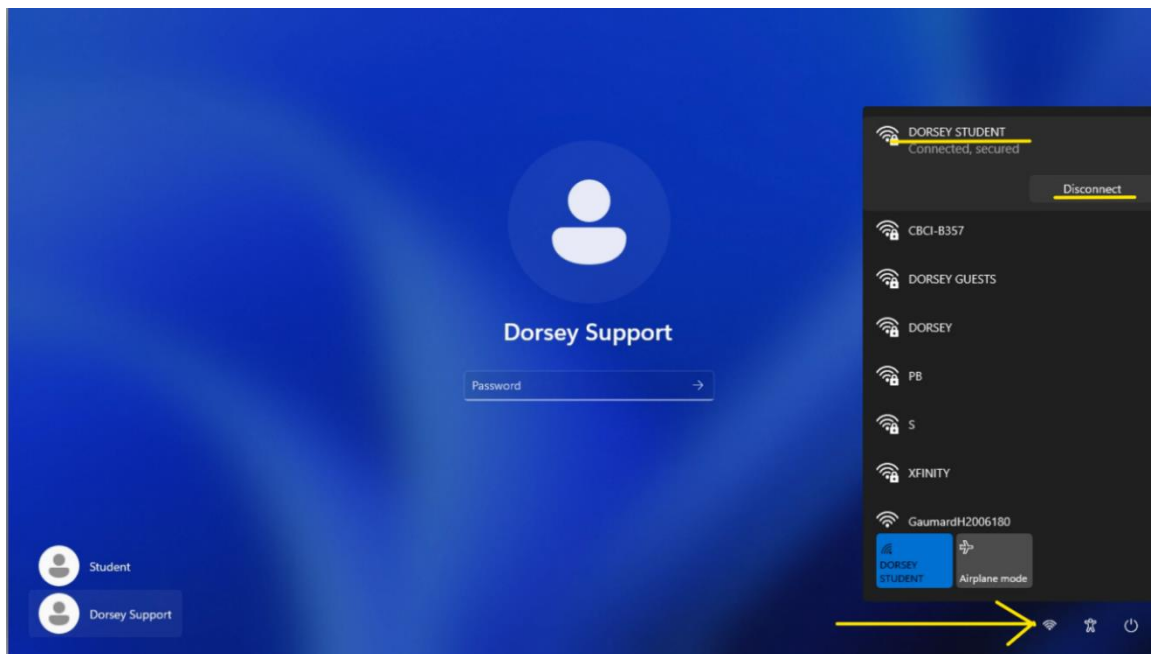 Dorsey Support
Password
Student
Dorsey Support
DORSEY STUDENT
Connected, secured
Disconnect
CBCI-B357
DORSEY GUESTS
DORSEY
PB
S
XFINITY
GaumardH2006180
DORSEY
STUDENT
Airplane mode